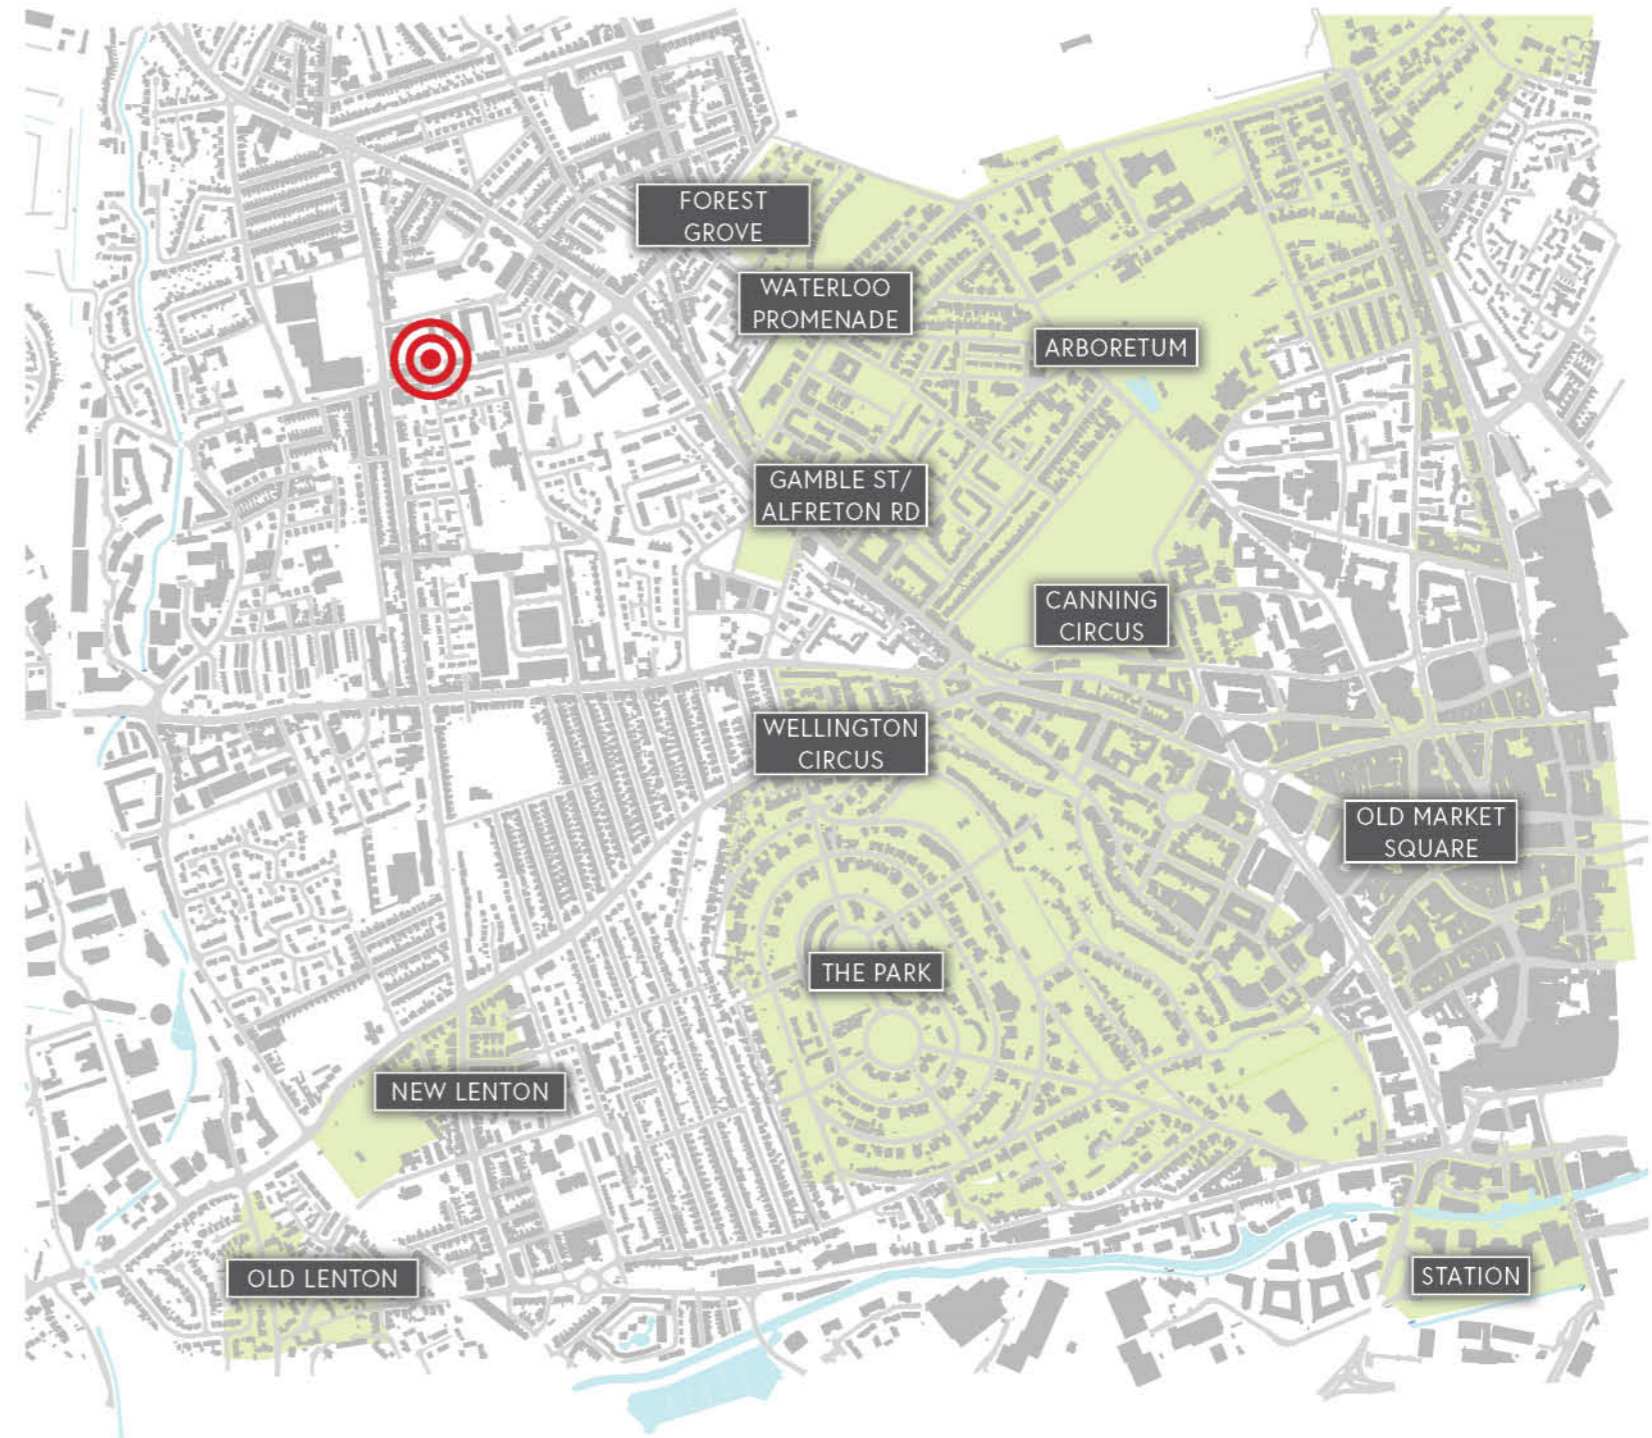 FOREST
GROVE
WATERLOO
PROMENADE
ARBORETUM
GAMBLE ST/
ALFRETON RD
CANNING
CIRCUS
WELLINGTON
CIRCUS
OLD MARKET
SQUARE
THE PARK
NEW LENTON
OLD LENTON
STATION